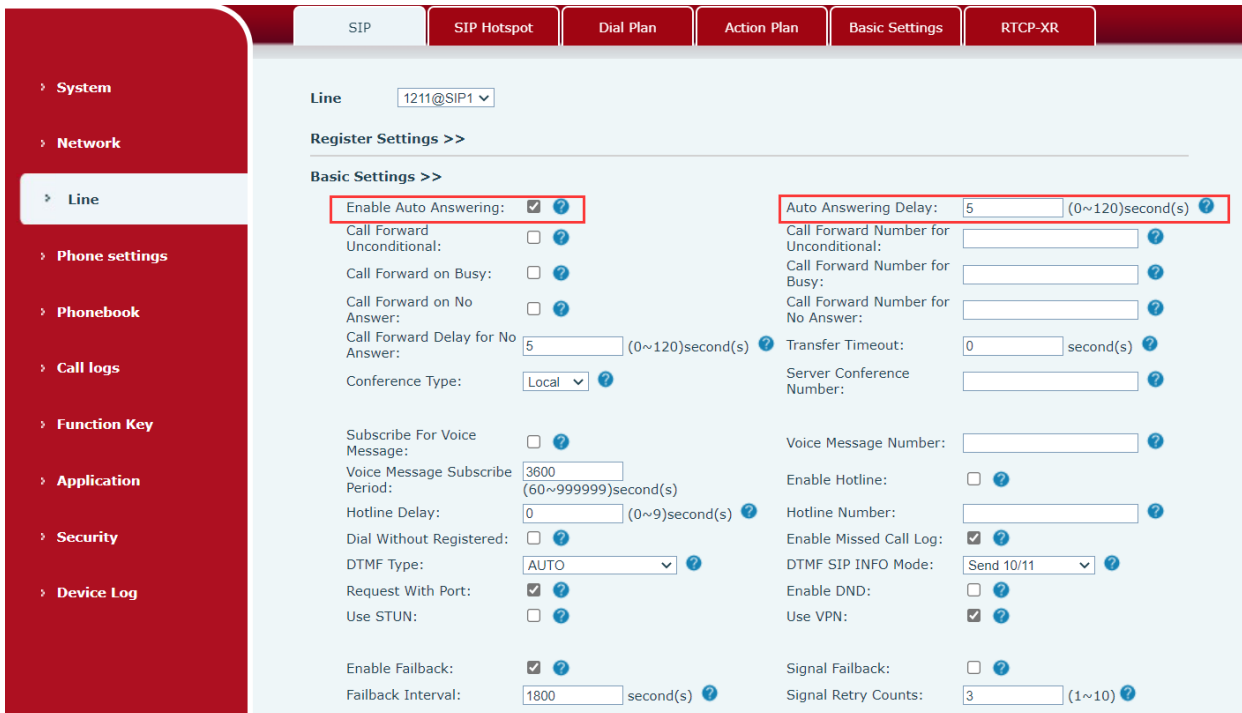 SIP
SIP Hotspot
Dial Plan
Action Plan
Basic Settings
RTCP-XR
System
Network
Line
Phone settings
Phonebook
Call logs
Function Key
Application
Security
Device Log
Line 1211@SIP1
Register Settings >>
Basic Settings >>
Enable Auto Answering: ? Auto Answering Delay: 5 (0~120)second(s) ?
Call Forward
Unconditional: ? Call Forward Number for
Unconditional: ?
Call Forward on Busy: ? Call Forward Number for
Busy: ?
Call Forward on No
Answer: ? Call Forward Number for
No Answer: ?
Call Forward Delay for No
Answer: 5 (0~120)second(s) ? Transfer Timeout: 0 second(s) ?
Conference Type: Local ? Server Conference
Number: ?
Subscribe For Voice
Message: ? Voice Message Number: ?
Voice Message Subscribe
Period: 3600
(60~999999)second(s) Enable Hotline: ?
Hotline Delay: 0 (0~9)second(s) ? Hotline Number: ?
Dial Without Registered: ? Enable Missed Call Log: ?
DTMF Type: AUTO ? DTMF SIP INFO Mode: Send 10/11 ?
Request With Port: ? Enable DND: ?
Use STUN: ? Use VPN: ?
Enable Failback: ? Signal Failback: ?
Failback Interval: 1800 second(s) ? Signal Retry Counts: 3 (1~10) ?